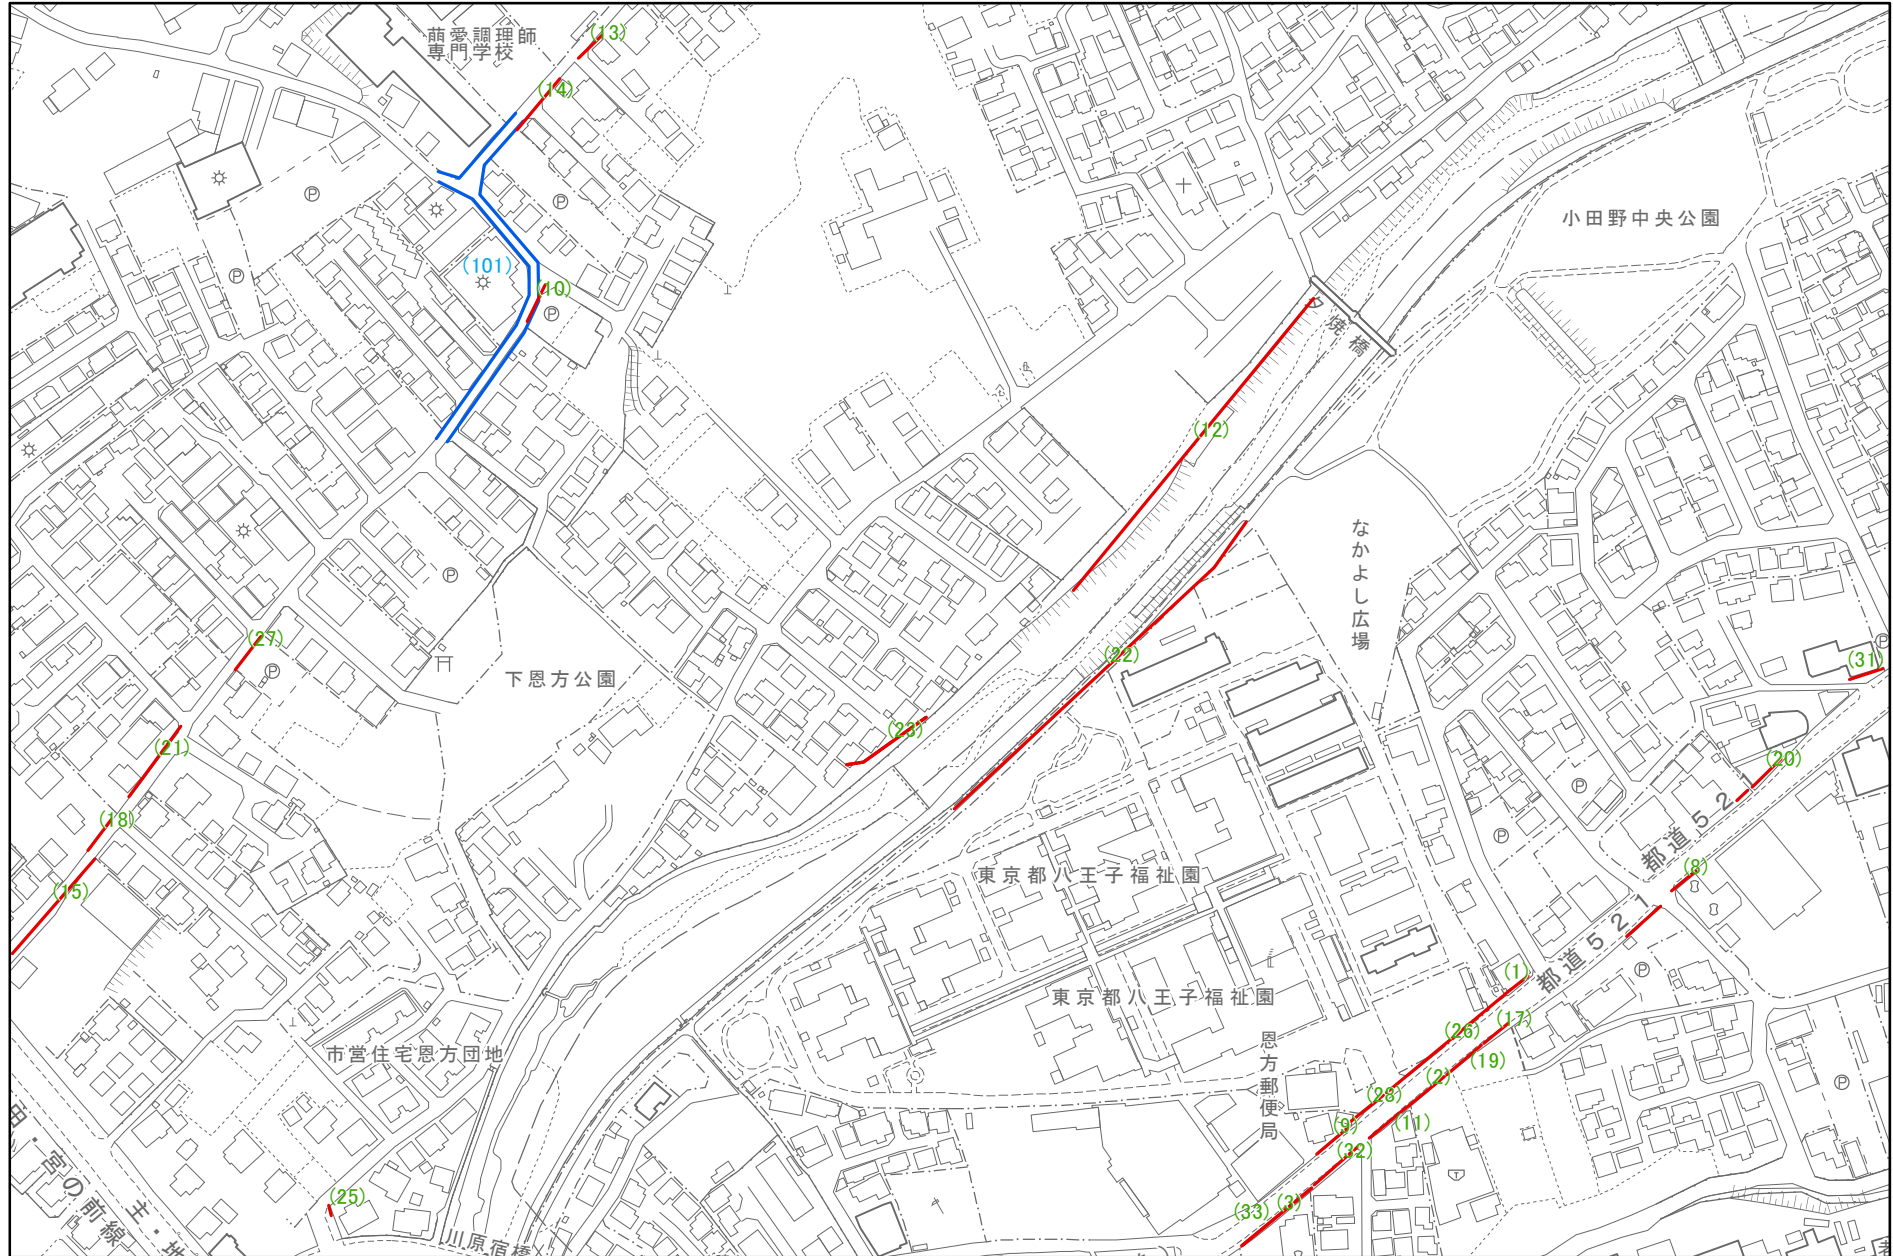 萠愛調理師
専門学校
(13)
(14)
小田野中央公園
(101)
(10)
夕焼橋
(12)
なかよし広場
(27)
下恩方公園
(22)
(31)
(23)
(21)
(20)
(18)
都道521
(8)
(15)
東京都八王子福祉園
都道521
(1)
東京都八王子福祉園
(17)
(26)
恩方郵便局
市営住宅恩方団地
(19)
(2)
(28)
(11)
(9)
(32)
(25)
(3)
(33)
宮の前線
主・地
川原宿橋